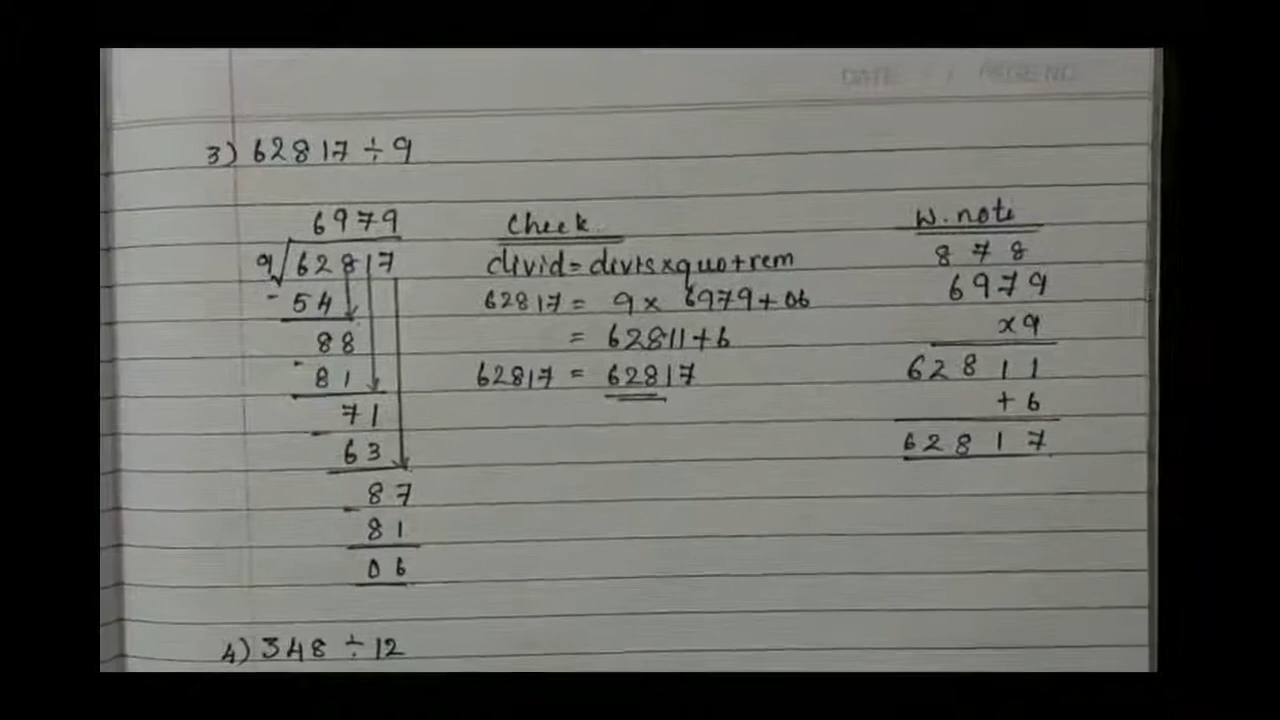 DATE
3) 62817 ÷ 9
6979
9√62817
- 54
88
- 81
71
- 63
87
- 81
06
Check
divid = divis x quo + rem
62817 = 9 x 6979 + 06
= 62811 + 6
62817 = 62817
W. note
8 7 8
6979
x 9
62811
+ 6
62817
4) 348 ÷ 12